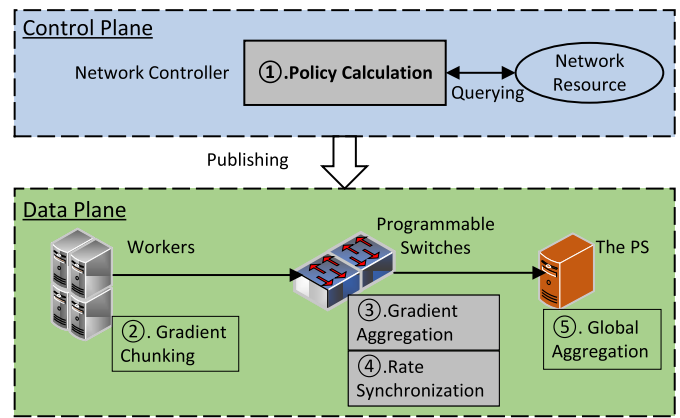 Control Plane
Network Controller
①.Policy Calculation
Querying
Network
Resource
Publishing
Data Plane
Workers
Programmable
Switches
The PS
②. Gradient
Chunking
③.Gradient
Aggregation
④.Rate
Synchronization
⑤. Global
Aggregation